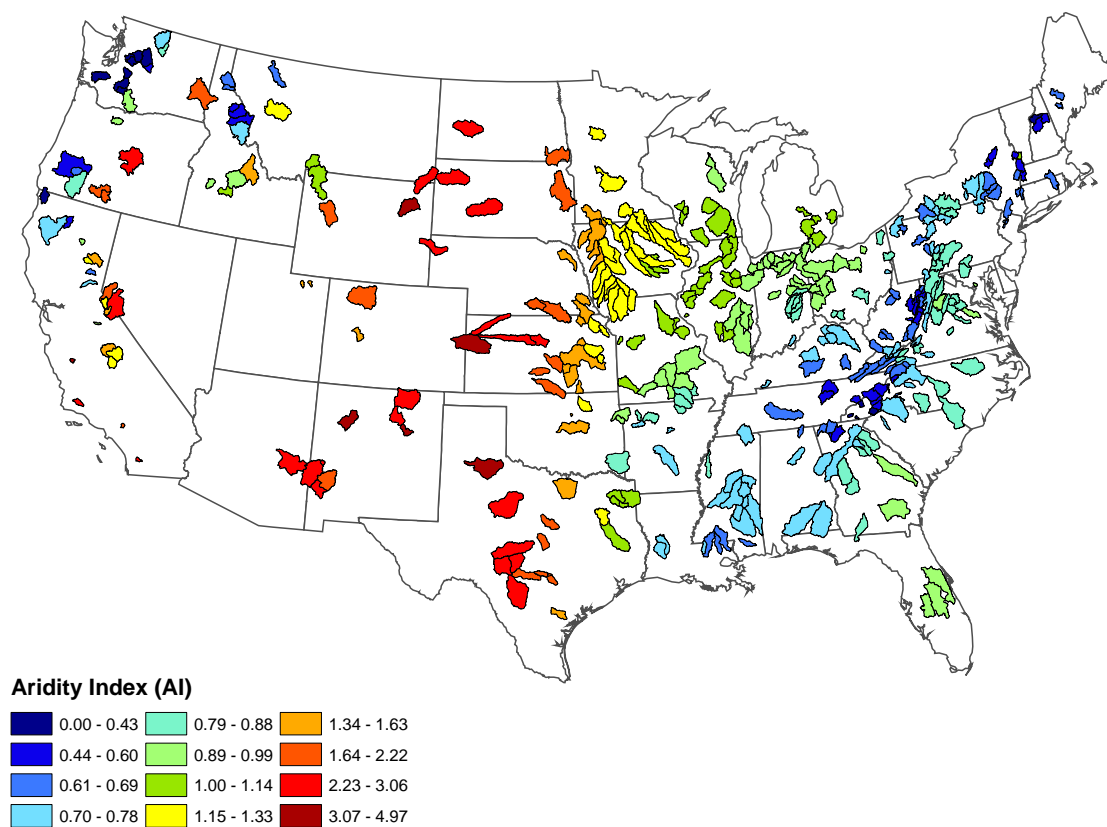 Aridity Index (AI)
0.00 - 0.43 0.79 - 0.88 1.34 - 1.63
0.44 - 0.60 0.89 - 0.99 1.64 - 2.22
0.61 - 0.69 1.00 - 1.14 2.23 - 3.06
0.70 - 0.78 1.15 - 1.33 3.07 - 4.97